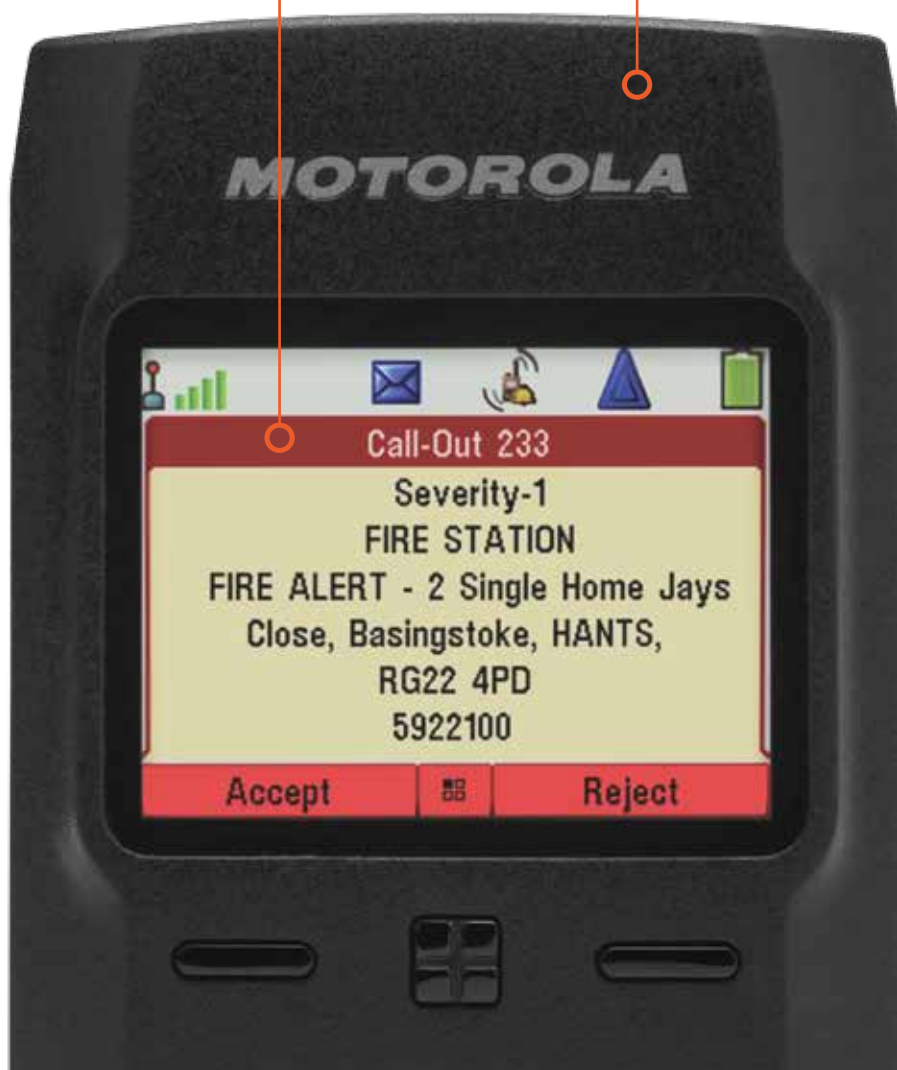 MOTOROLA
Call-Out 233
Severity-1
FIRE STATION
FIRE ALERT - 2 Single Home Jays
Close, Basingstoke, HANTS,
RG22 4PD
5922100
Accept
Reject